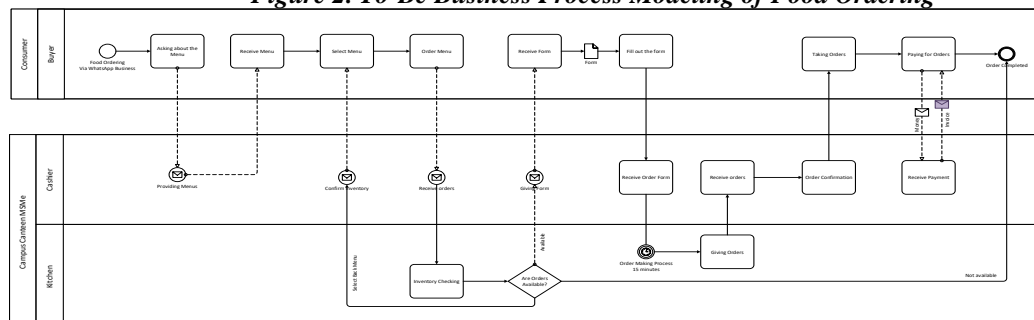 Figure 2. To-Be Business Process Modeling of Food Ordering
Consumer
Buyer
Food Ordering
Via WhatsApp Business
Asking about the
Menu
Receive Menu
Select Menu
Order Menu
Receive Form
Form
Fill out the form
Taking Orders
Paying for Orders
Order Completed
Money
Invoice
Campus Canteen MSMe
Cashier
Providing Menus
Confirm Inventory
Receive orders
Giving Form
Receive Order Form
Receive orders
Order Confirmation
Receive Payment
Kitchen
Select Back Menu
Inventory Checking
Are Orders
Available?
Available
Order Making Process
15 minutes
Giving Orders
Not available